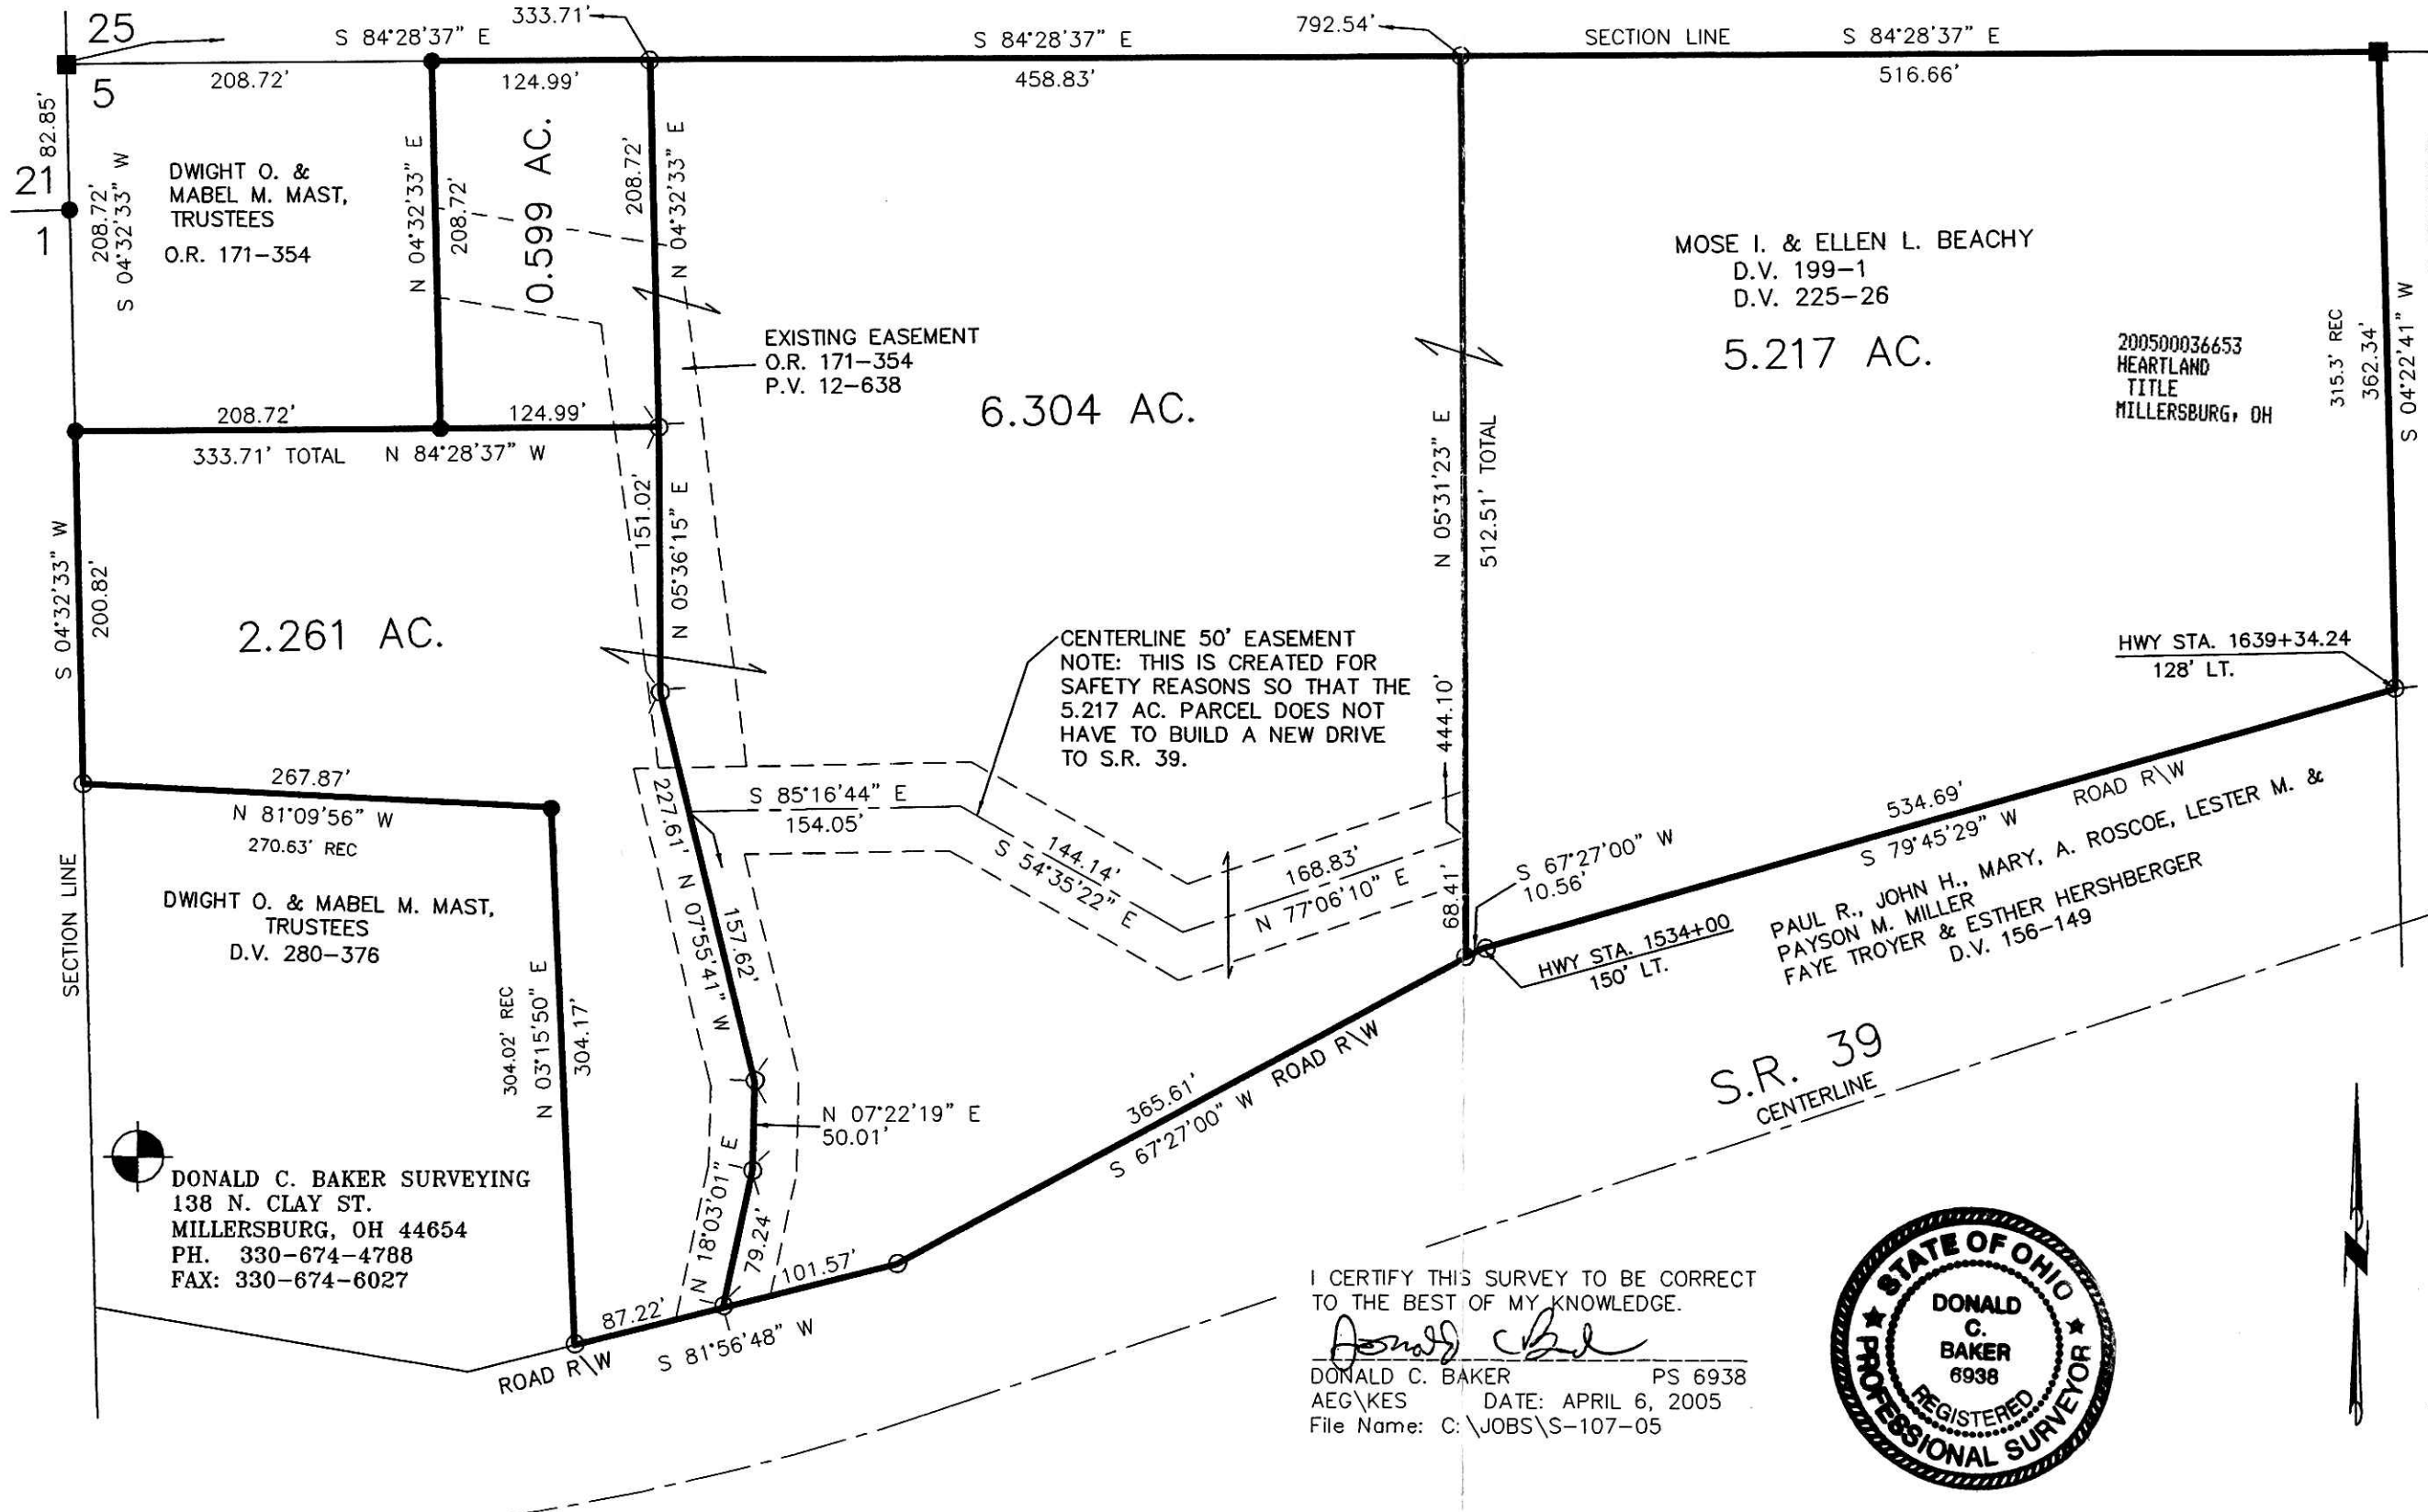 25
5
21
1
82.85'
S 84°28'37" E
208.72'
333.71'
124.99'
S 84°28'37" E
458.83'
792.54'
SECTION LINE
S 84°28'37" E
516.66'
208.72'
S 04°32'33" W
DWIGHT O. &
MABEL M. MAST,
TRUSTEES
O.R. 171-354
N 04°32'33" E
208.72'
0.599 AC.
208.72'
N 04°32'33" E
EXISTING EASEMENT
O.R. 171-354
P.V. 12-638
6.304 AC.
MOSE I. & ELLEN L. BEACHY
D.V. 199-1
D.V. 225-26
5.217 AC.
200500036653
HEARTLAND
TITLE
MILLERSBURG, OH
315.3' REC
362.34'
S 04°22'41" W
208.72'
124.99'
333.71' TOTAL
N 84°28'37" W
S 04°32'33" W
200.82'
2.261 AC.
151.02'
N 05°36'15" E
N 05°31'23" E
512.51' TOTAL
444.10'
68.41'
CENTERLINE 50' EASEMENT
NOTE: THIS IS CREATED FOR
SAFETY REASONS SO THAT THE
5.217 AC. PARCEL DOES NOT
HAVE TO BUILD A NEW DRIVE
TO S.R. 39.
HWY STA. 1639+34.24
128' LT.
267.87'
N 81°09'56" W
270.63' REC
SECTION LINE
DWIGHT O. & MABEL M. MAST,
TRUSTEES
D.V. 280-376
304.02' REC
N 03°15'50" E
304.17'
227.61'
N 07°55'41" W
157.62'
S 85°16'44" E
154.05'
144.14'
S 54°35'22" E
168.83'
N 77°06'10" E
S 67°27'00" W
10.56'
534.69'
S 79°45'29" W
ROAD R\W
HWY STA. 1534+00
150' LT.
PAUL R., JOHN H., MARY, A. ROSCOE, LESTER M. &
PAYSON M. MILLER
FAYE TROYER & ESTHER HERSHBERGER
D.V. 156-149
S.R. 39
CENTERLINE
N 07°22'19" E
50.01'
N 18°03'01" E
79.24'
365.61'
S 67°27'00" W
ROAD R\W
101.57'
87.22'
S 81°56'48" W
ROAD R\W
DONALD C. BAKER SURVEYING
138 N. CLAY ST.
MILLERSBURG, OH 44654
PH. 330-674-4788
FAX: 330-674-6027
I CERTIFY THIS SURVEY TO BE CORRECT
TO THE BEST OF MY KNOWLEDGE.
Donald C Bak
DONALD C. BAKER PS 6938
AEG\KES DATE: APRIL 6, 2005
File Name: C:\JOBS\S-107-05
STATE OF OHIO
DONALD
C.
BAKER
6938
REGISTERED
PROFESSIONAL SURVEYOR
N